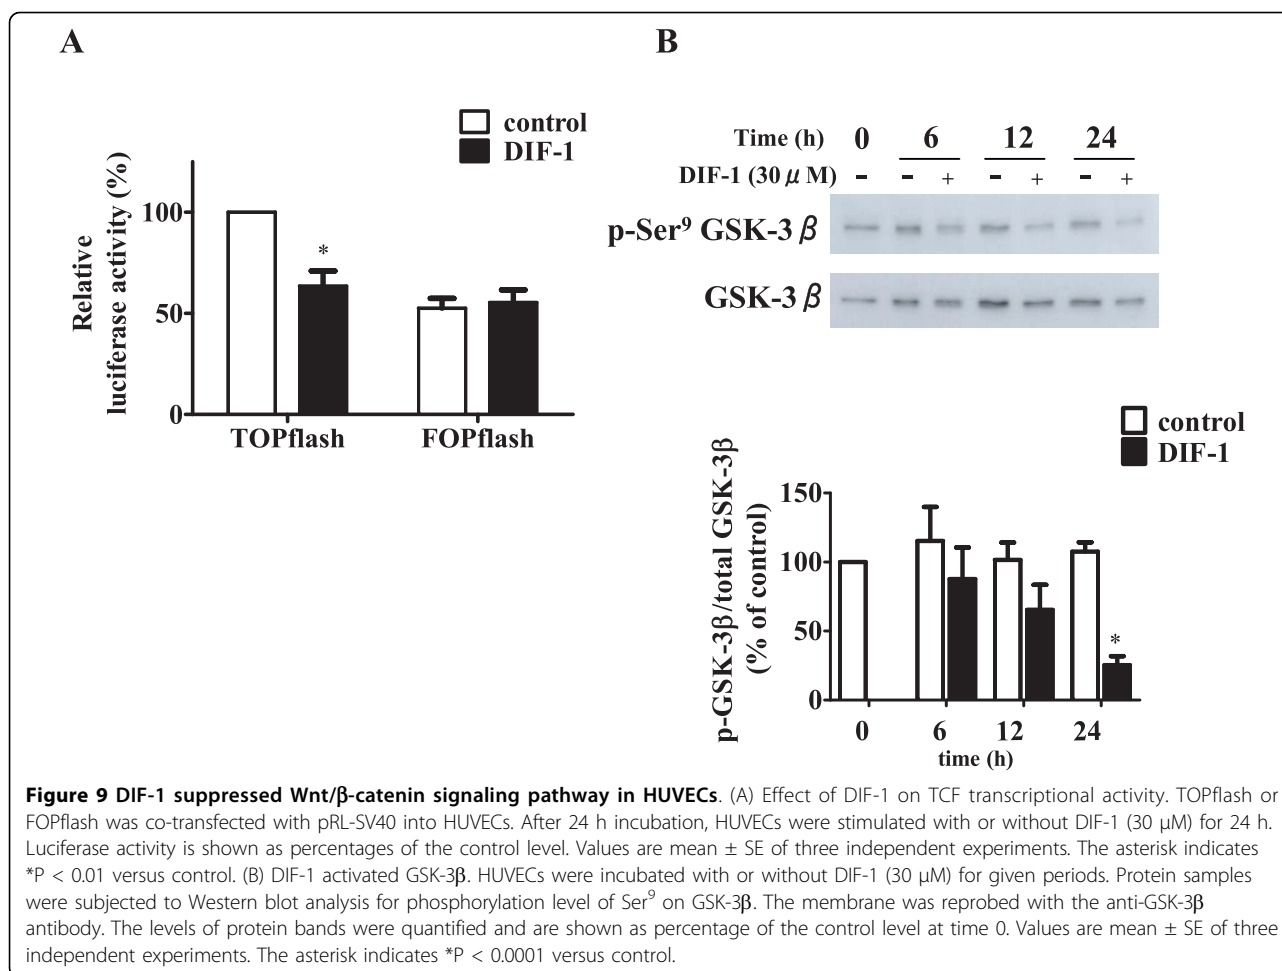 A
control
DIF-1
Relative
luciferase activity (%)
100
50
0
*
TOPflash
FOPflash
B
Time (h) 0 6 12 24
DIF-1 (30 μ M) - - + - + - +
p-Ser⁹ GSK-3β
GSK-3β
control
DIF-1
p-GSK-3β/total GSK-3β
(% of control)
150
100
50
0
*
0 6 12 24
time (h)
Figure 9 DIF-1 suppressed Wnt/β-catenin signaling pathway in HUVECs. (A) Effect of DIF-1 on TCF transcriptional activity. TOPflash or
FOPflash was co-transfected with pRL-SV40 into HUVECs. After 24 h incubation, HUVECs were stimulated with or without DIF-1 (30 μM) for 24 h.
Luciferase activity is shown as percentages of the control level. Values are mean ± SE of three independent experiments. The asterisk indicates
*P < 0.01 versus control. (B) DIF-1 activated GSK-3β. HUVECs were incubated with or without DIF-1 (30 μM) for given periods. Protein samples
were subjected to Western blot analysis for phosphorylation level of Ser⁹ on GSK-3β. The membrane was reprobed with the anti-GSK-3β
antibody. The levels of protein bands were quantified and are shown as percentage of the control level at time 0. Values are mean ± SE of three
independent experiments. The asterisk indicates *P < 0.0001 versus control.